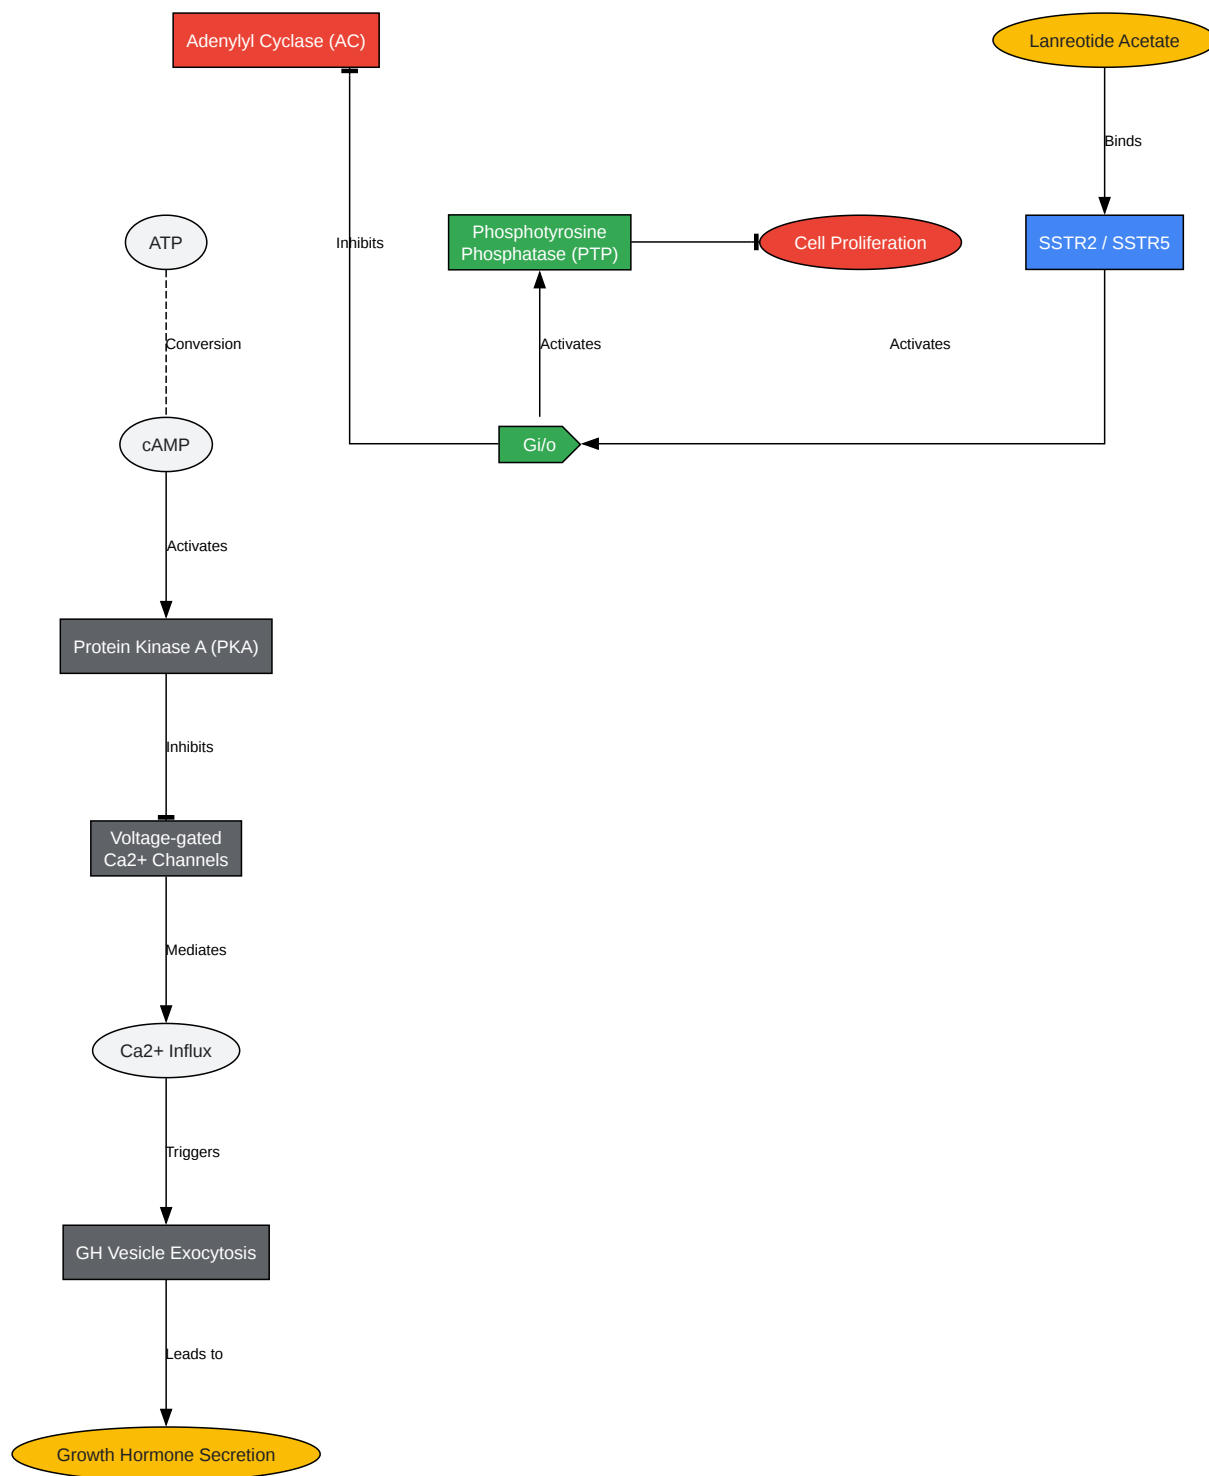 Adenylyl Cyclase (AC)
Lanreotide Acetate
Binds
ATP
Inhibits
Phosphotyrosine
Phosphatase (PTP)
Cell Proliferation
SSTR2 / SSTR5
Conversion
Activates
Activates
cAMP
Gi/o
Activates
Protein Kinase A (PKA)
Inhibits
Voltage-gated
Ca2+ Channels
Mediates
Ca2+ Influx
Triggers
GH Vesicle Exocytosis
Leads to
Growth Hormone Secretion